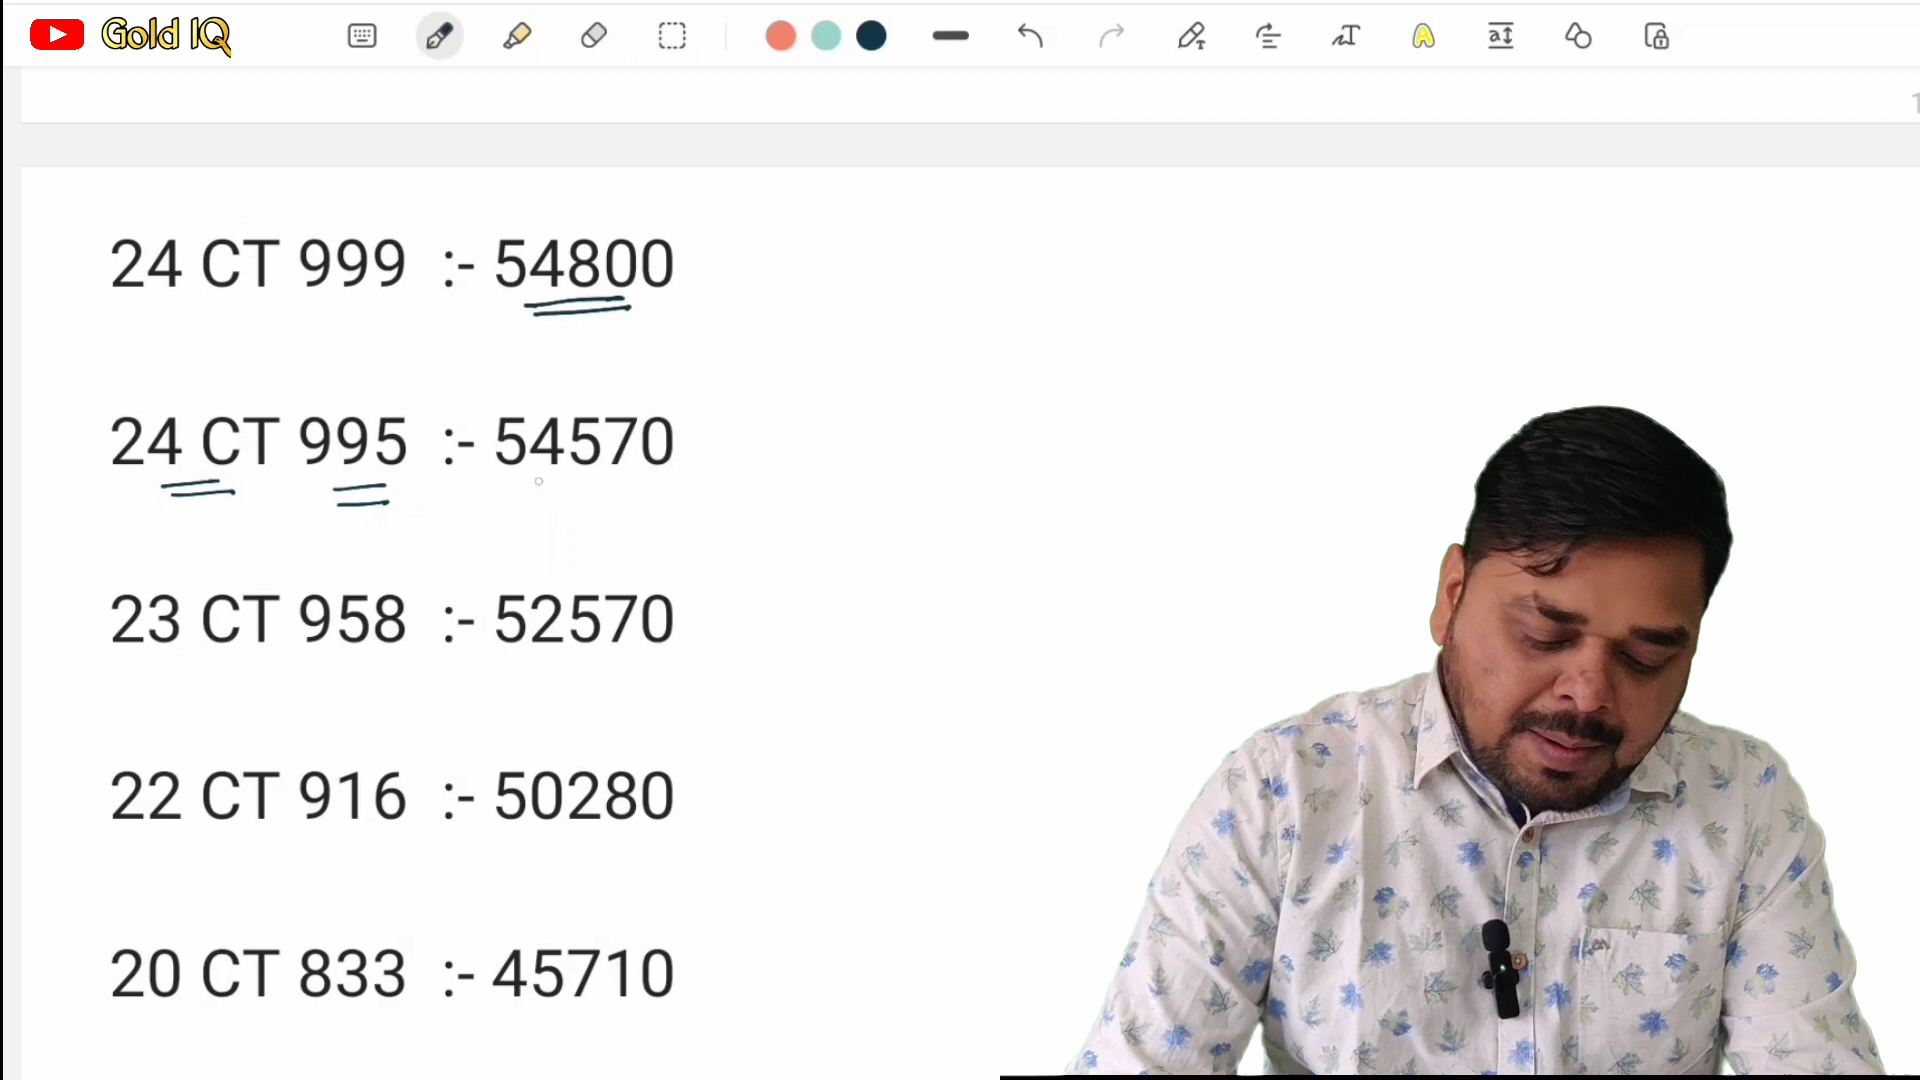 Gold IQ
24 CT 999 :- 54800
24 CT 995 :- 54570
23 CT 958 :- 52570
22 CT 916 :- 50280
20 CT 833 :- 45710